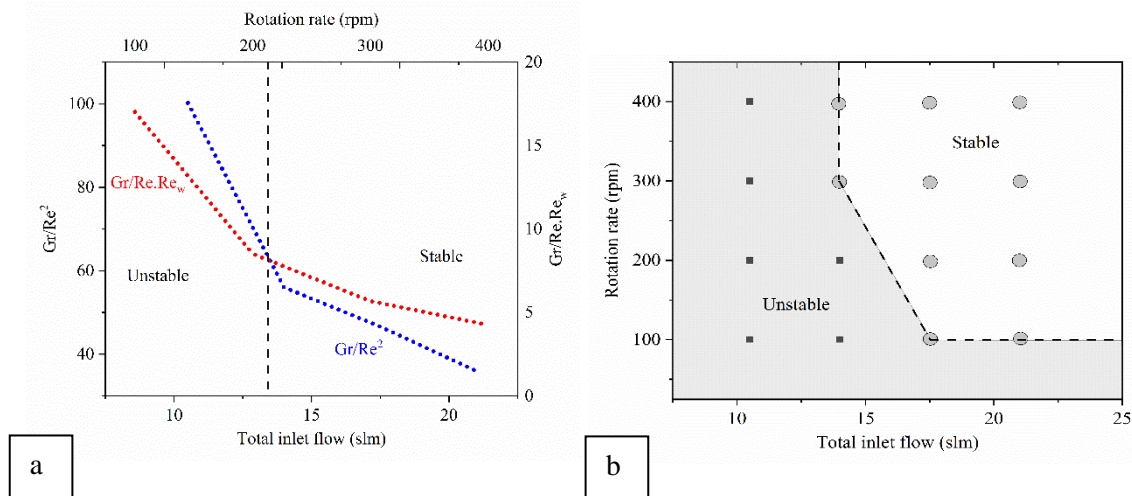 Rotation rate (rpm)
100 200 300 400
20
15
10
5
0
100
80
60
40
Gr/Re²
Gr/Re.Re_w
Gr/Re.Re_w
Unstable
Stable
Gr/Re²
10 15 20
Total inlet flow (slm)
a
400
300
200
100
Rotation rate (rpm)
Stable
Unstable
10 15 20 25
Total inlet flow (slm)
b